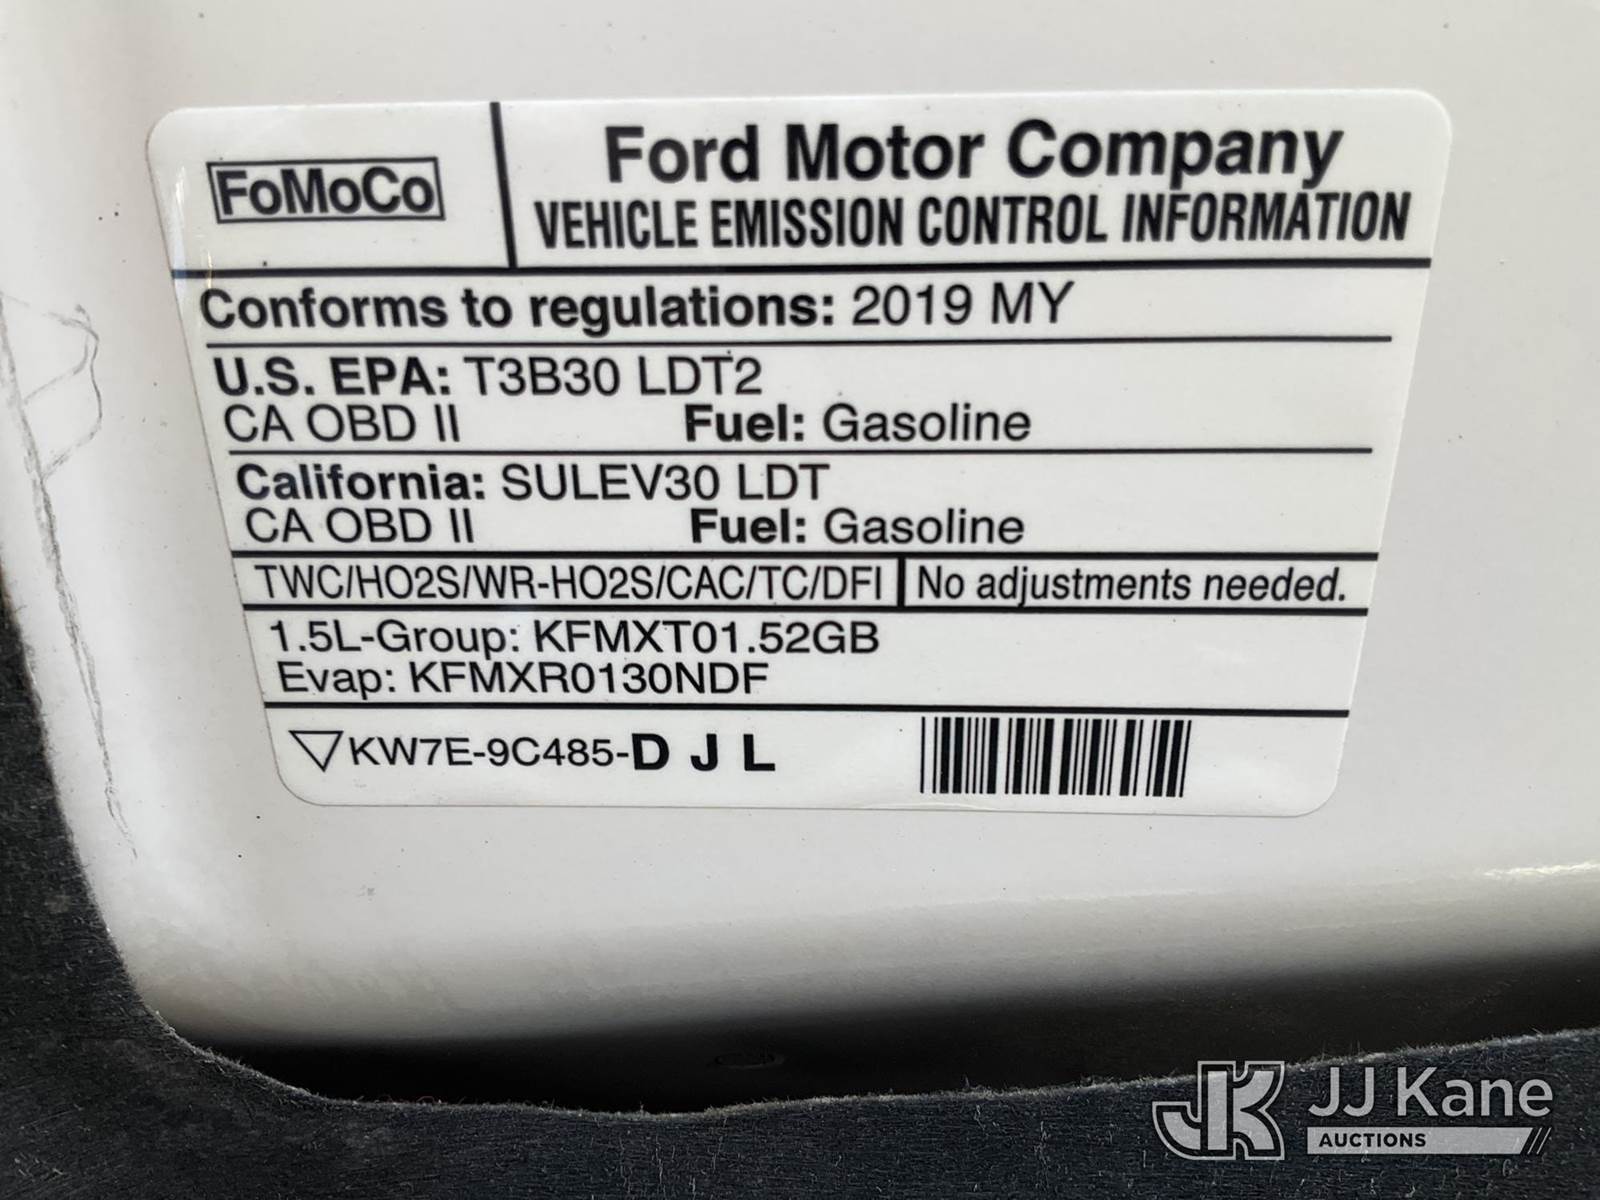 FoMoCo
Ford Motor Company
VEHICLE EMISSION CONTROL INFORMATION
Conforms to regulations: 2019 MY
U.S. EPA: T3B30 LDT2
CA OBD II Fuel: Gasoline
California: SULEV30 LDT
CA OBD II Fuel: Gasoline
TWC/HO2S/WR-HO2S/CAC/TC/DFI No adjustments needed.
1.5L-Group: KFMXT01.52GB
Evap: KFMXR0130NDF
KW7E-9C485-D J L
JK JJ Kane
AUCTIONS